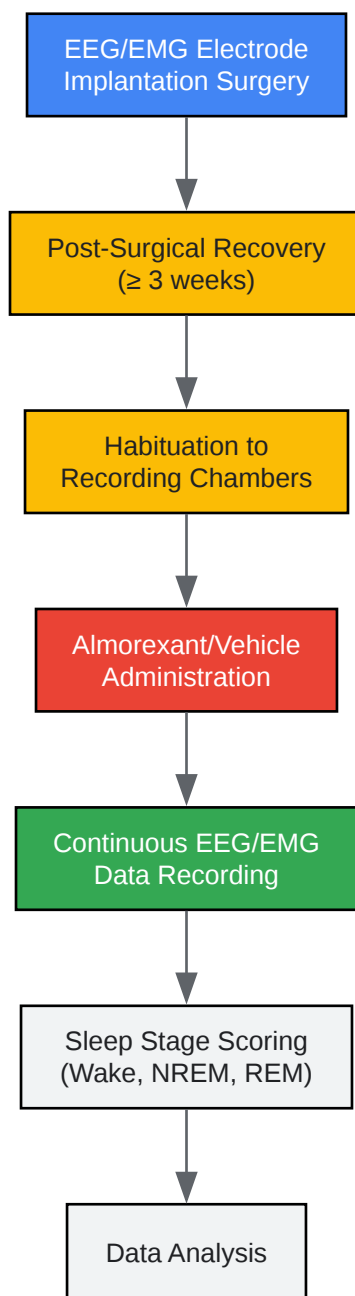 EEG/EMG Electrode
Implantation Surgery
Post-Surgical Recovery
(≥ 3 weeks)
Habituation to
Recording Chambers
Almorexant/Vehicle
Administration
Continuous EEG/EMG
Data Recording
Sleep Stage Scoring
(Wake, NREM, REM)
Data Analysis